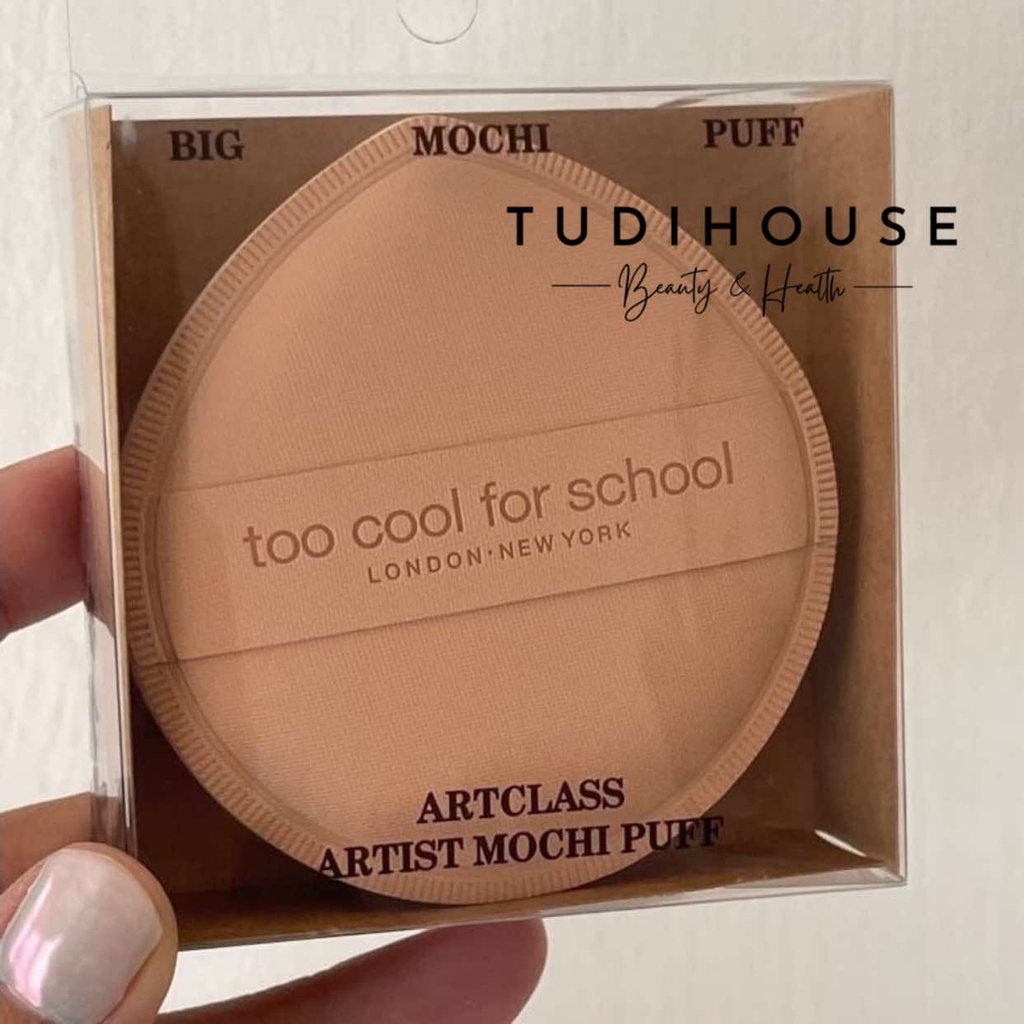 BIG MOCHI PUFF
TUDIHOUSE
Beauty & Health
too cool for school
LONDON·NEW YORK
ARTCLASS
ARTIST MOCHI PUFF